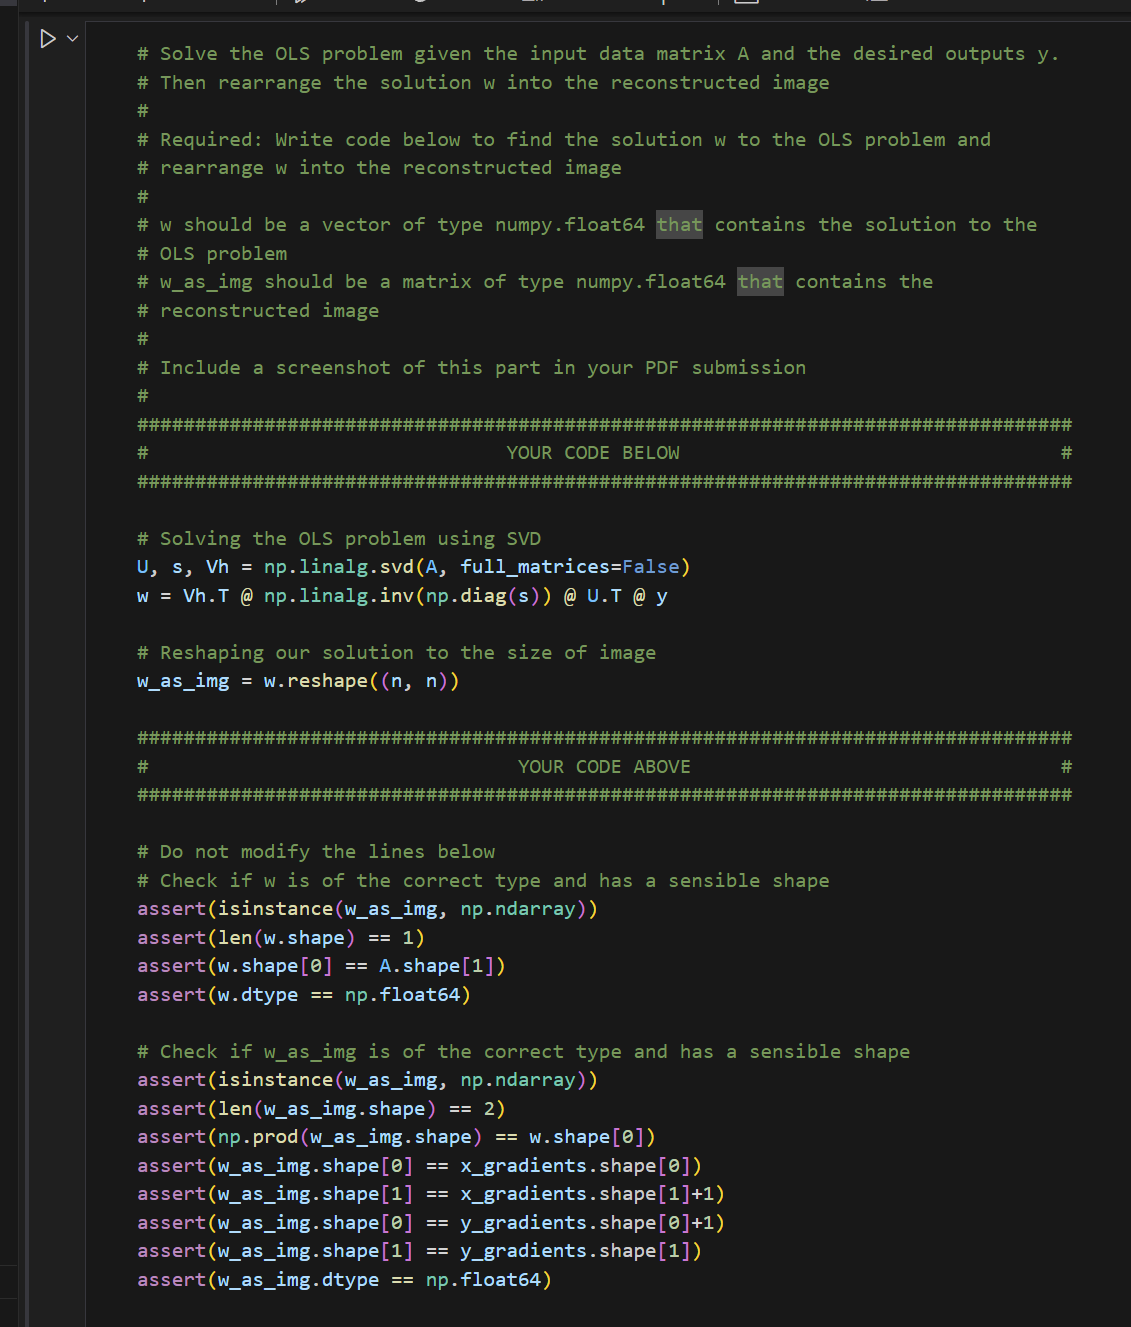 # Solve the OLS problem given the input data matrix A and the desired outputs y.
# Then rearrange the solution w into the reconstructed image
#
# Required: Write code below to find the solution w to the OLS problem and
# rearrange w into the reconstructed image
#
# w should be a vector of type numpy.float64 that contains the solution to the
# OLS problem
# w_as_img should be a matrix of type numpy.float64 that contains the
# reconstructed image
#
# Include a screenshot of this part in your PDF submission
#
#################################################################################
# YOUR CODE BELOW #
#################################################################################
# Solving the OLS problem using SVD
U, s, Vh = np.linalg.svd(A, full_matrices=False)
w = Vh.T @ np.linalg.inv(np.diag(s)) @ U.T @ y
# Reshaping our solution to the size of image
w_as_img = w.reshape((n, n))
#################################################################################
# YOUR CODE ABOVE #
#################################################################################
# Do not modify the lines below
# Check if w is of the correct type and has a sensible shape
assert(isinstance(w_as_img, np.ndarray))
assert(len(w.shape) == 1)
assert(w.shape[0] == A.shape[1])
assert(w.dtype == np.float64)
# Check if w_as_img is of the correct type and has a sensible shape
assert(isinstance(w_as_img, np.ndarray))
assert(len(w_as_img.shape) == 2)
assert(np.prod(w_as_img.shape) == w.shape[0])
assert(w_as_img.shape[0] == x_gradients.shape[0])
assert(w_as_img.shape[1] == x_gradients.shape[1]+1)
assert(w_as_img.shape[0] == y_gradients.shape[0]+1)
assert(w_as_img.shape[1] == y_gradients.shape[1])
assert(w_as_img.dtype == np.float64)